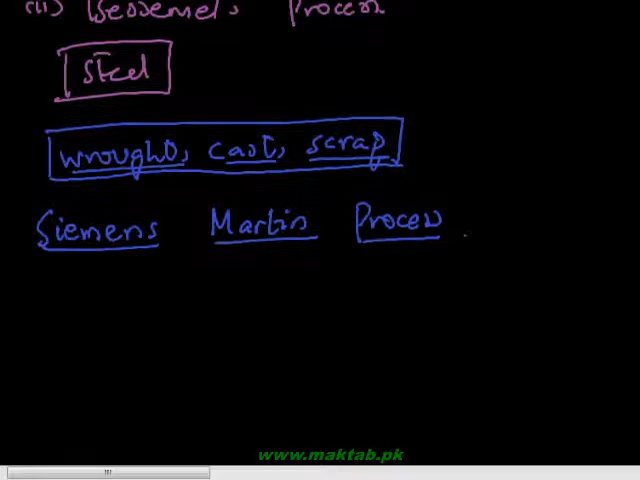 (ii) Bessemer's Process
Steel
wrought, cast, scrap
Siemens Martin Process
www.maktab.pk